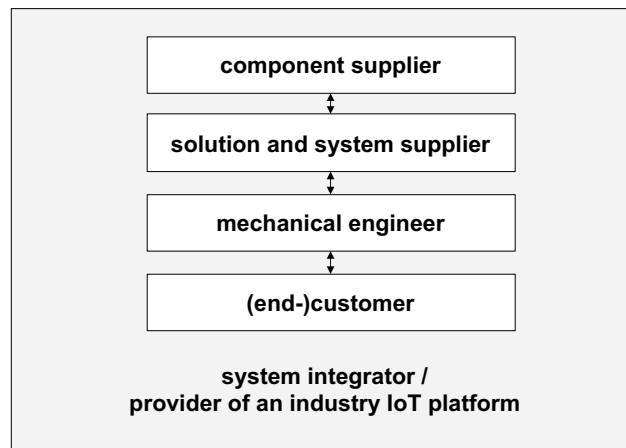 component supplier
solution and system supplier
mechanical engineer
(end-)customer
system integrator /
provider of an industry IoT platform